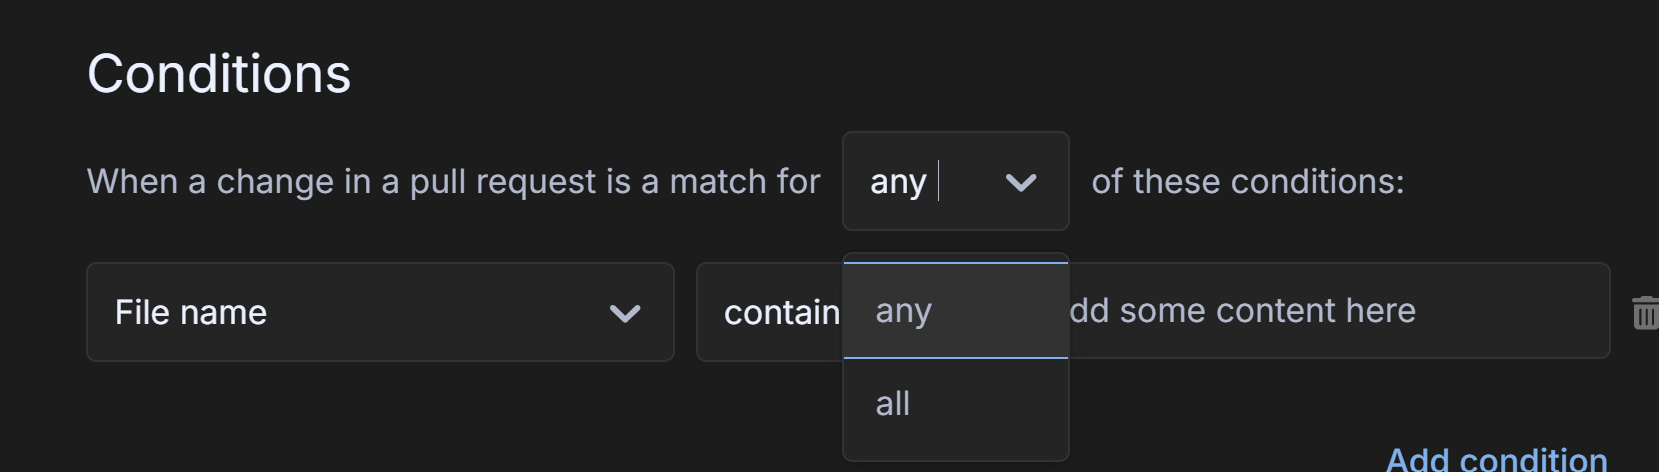 Conditions
When a change in a pull request is a match for any of these conditions:
File name contain dd some content here
any
all
Add condition